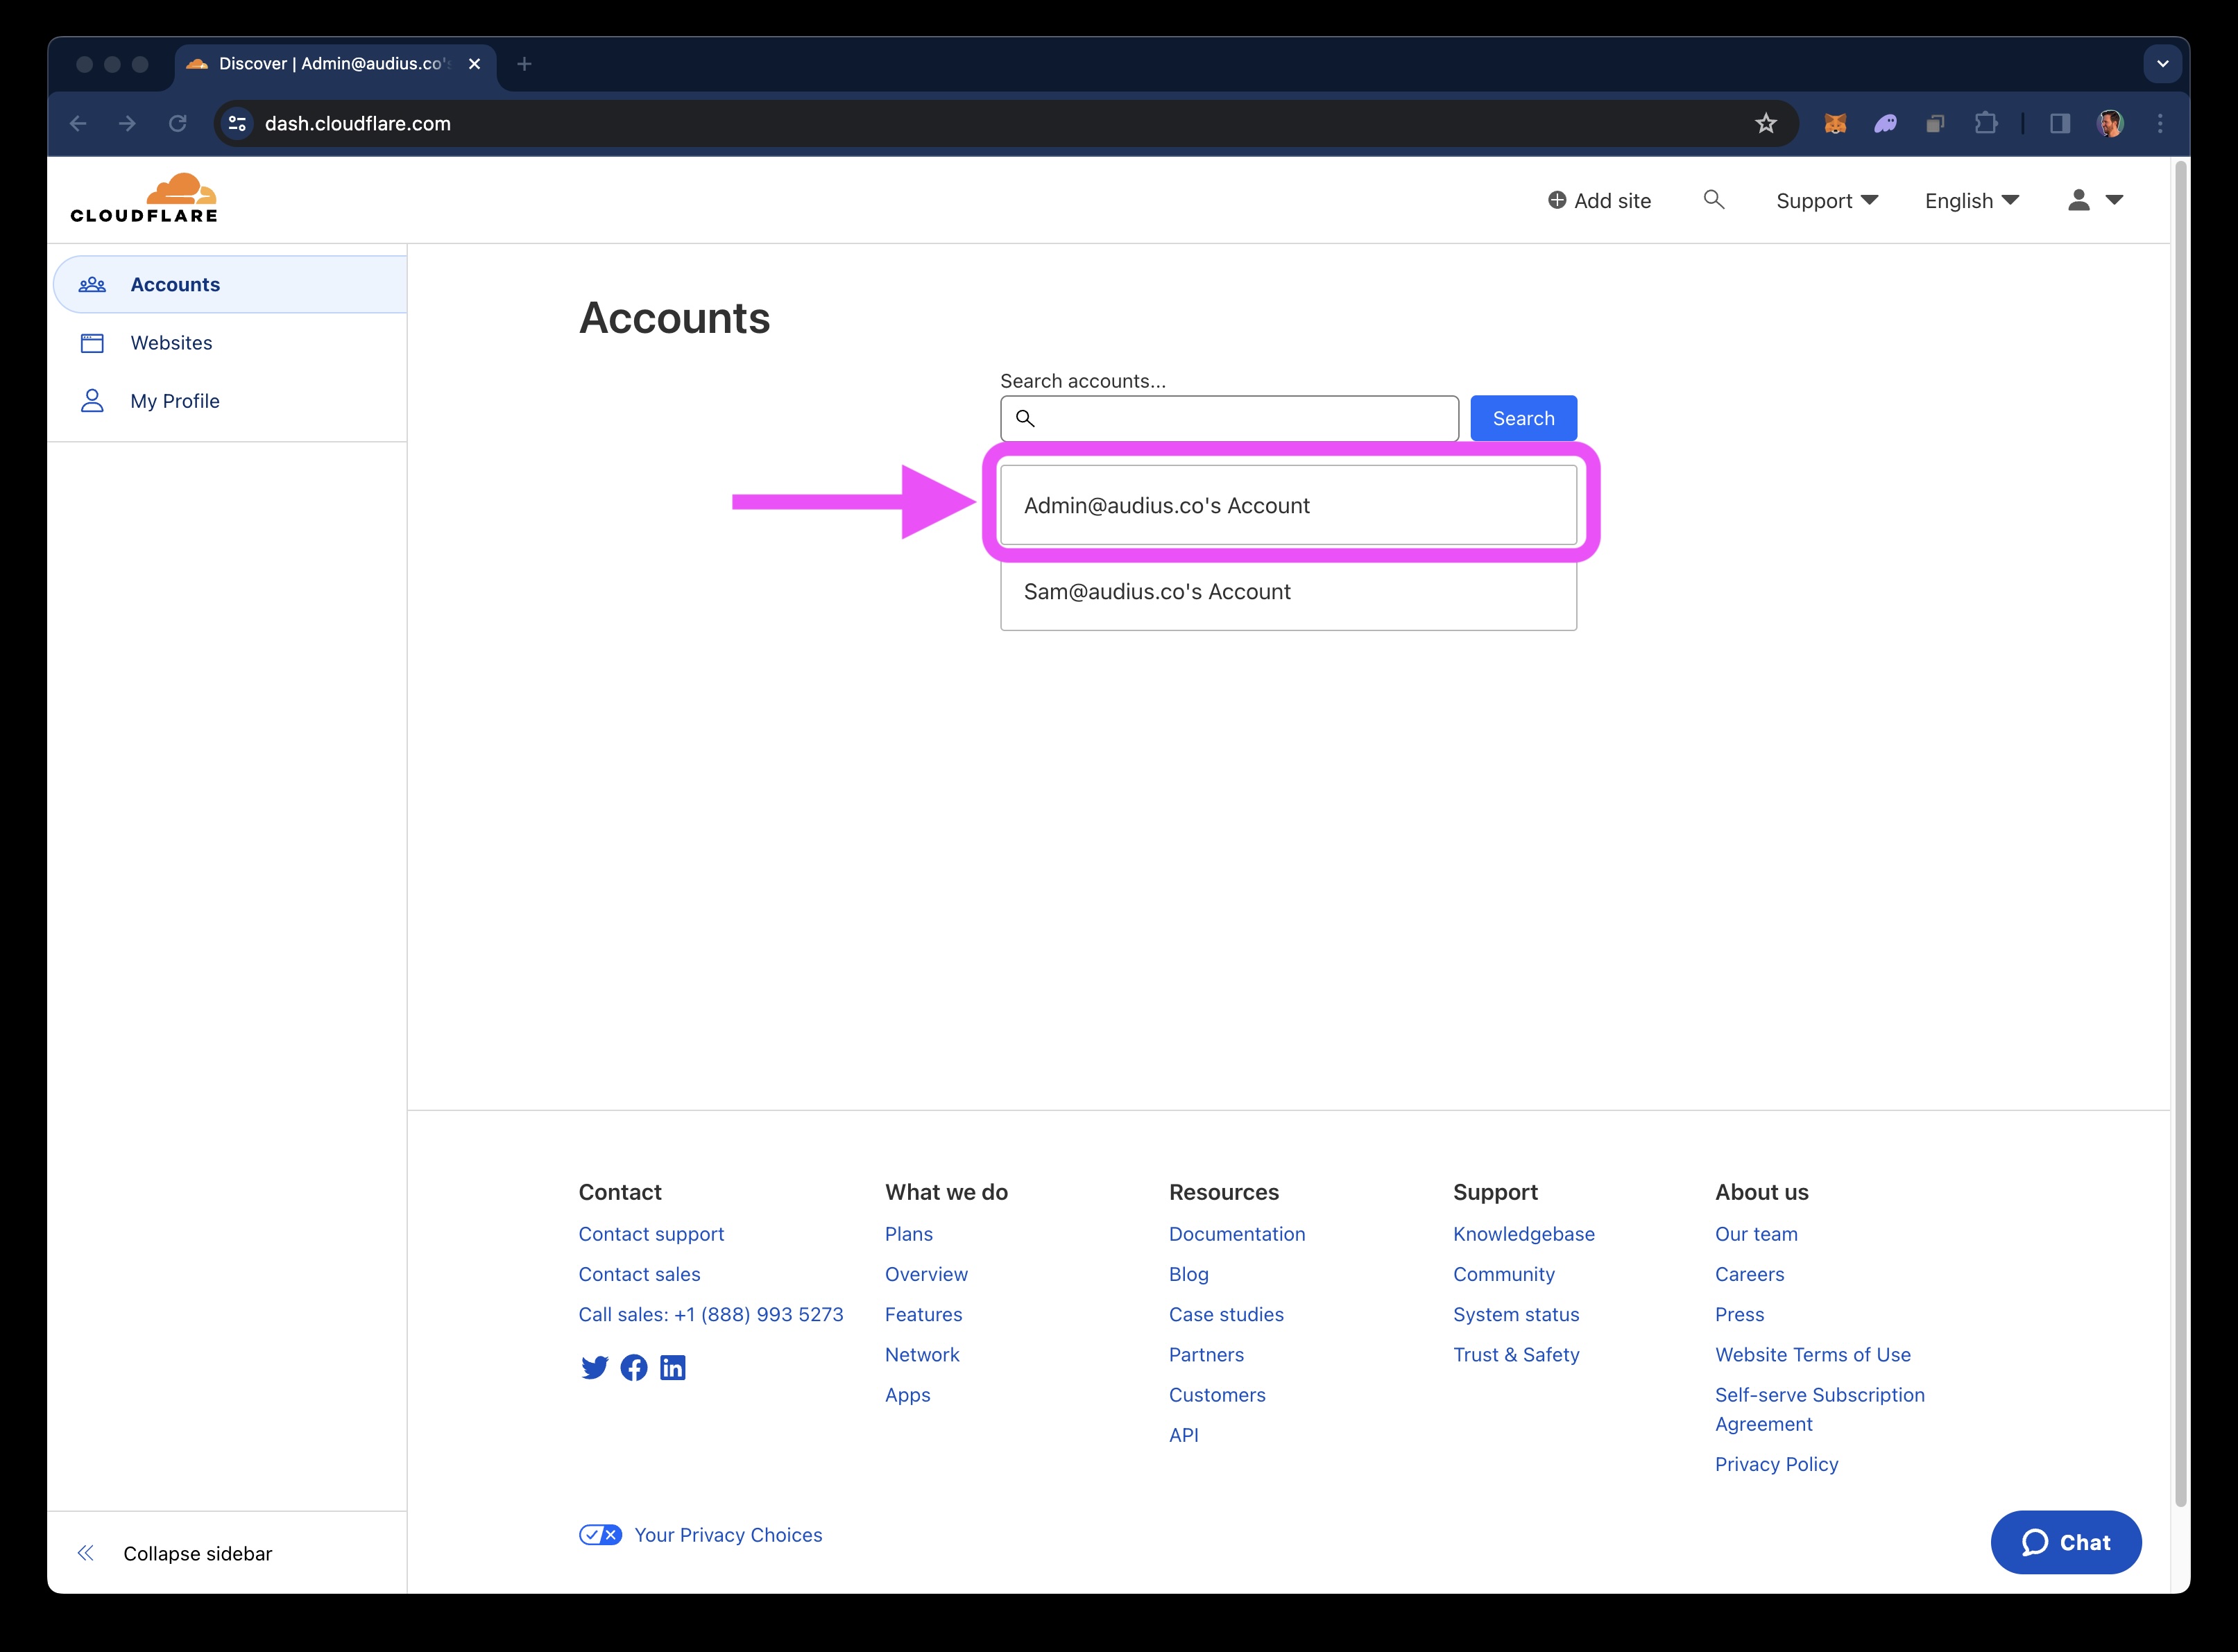 Discover | Admin@audius.co's
dash.cloudflare.com
CLOUDFLARE
Add site
Support
English
Accounts
Websites
My Profile
Accounts
Search accounts...
Search
Admin@audius.co's Account
Sam@audius.co's Account
Contact
Contact support
Contact sales
Call sales: +1 (888) 993 5273
What we do
Plans
Overview
Features
Network
Apps
Resources
Documentation
Blog
Case studies
Partners
Customers
API
Support
Knowledgebase
Community
System status
Trust & Safety
About us
Our team
Careers
Press
Website Terms of Use
Self-serve Subscription
Agreement
Privacy Policy
Your Privacy Choices
Collapse sidebar
Chat